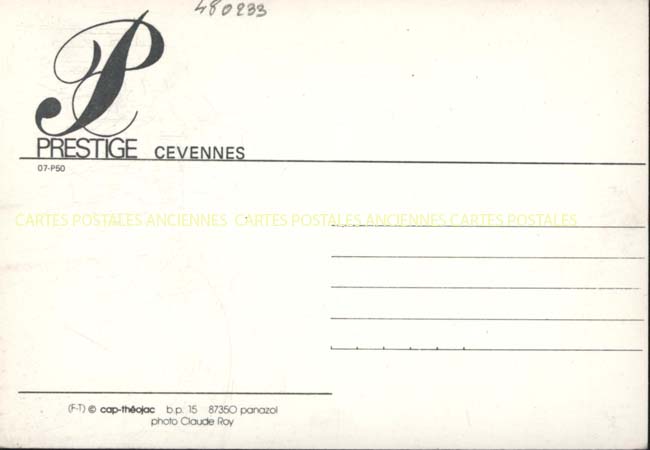 480233
P
PRESTIGE CEVENNES
07-P50
CARTES POSTALES ANCIENNES CARTES POSTALES ANCIENNES CARTES POSTALES
(F-T) © cap-théojac b.p. 15 87350 panazol
photo Claude Roy